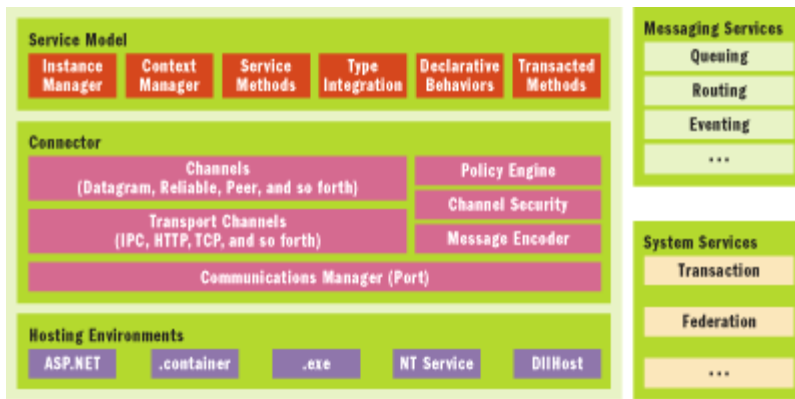 Service Model
Instance Manager
Context Manager
Service Methods
Type Integration
Declarative Behaviors
Transacted Methods
Connector
Channels
(Datagram, Reliable, Peer, and so forth)
Transport Channels
(IPC, HTTP, TCP, and so forth)
Policy Engine
Channel Security
Message Encoder
Communications Manager (Port)
Hosting Environments
ASP.NET
.container
.exe
NT Service
DllHost
Messaging Services
Queuing
Routing
Eventing
...
System Services
Transaction
Federation
...